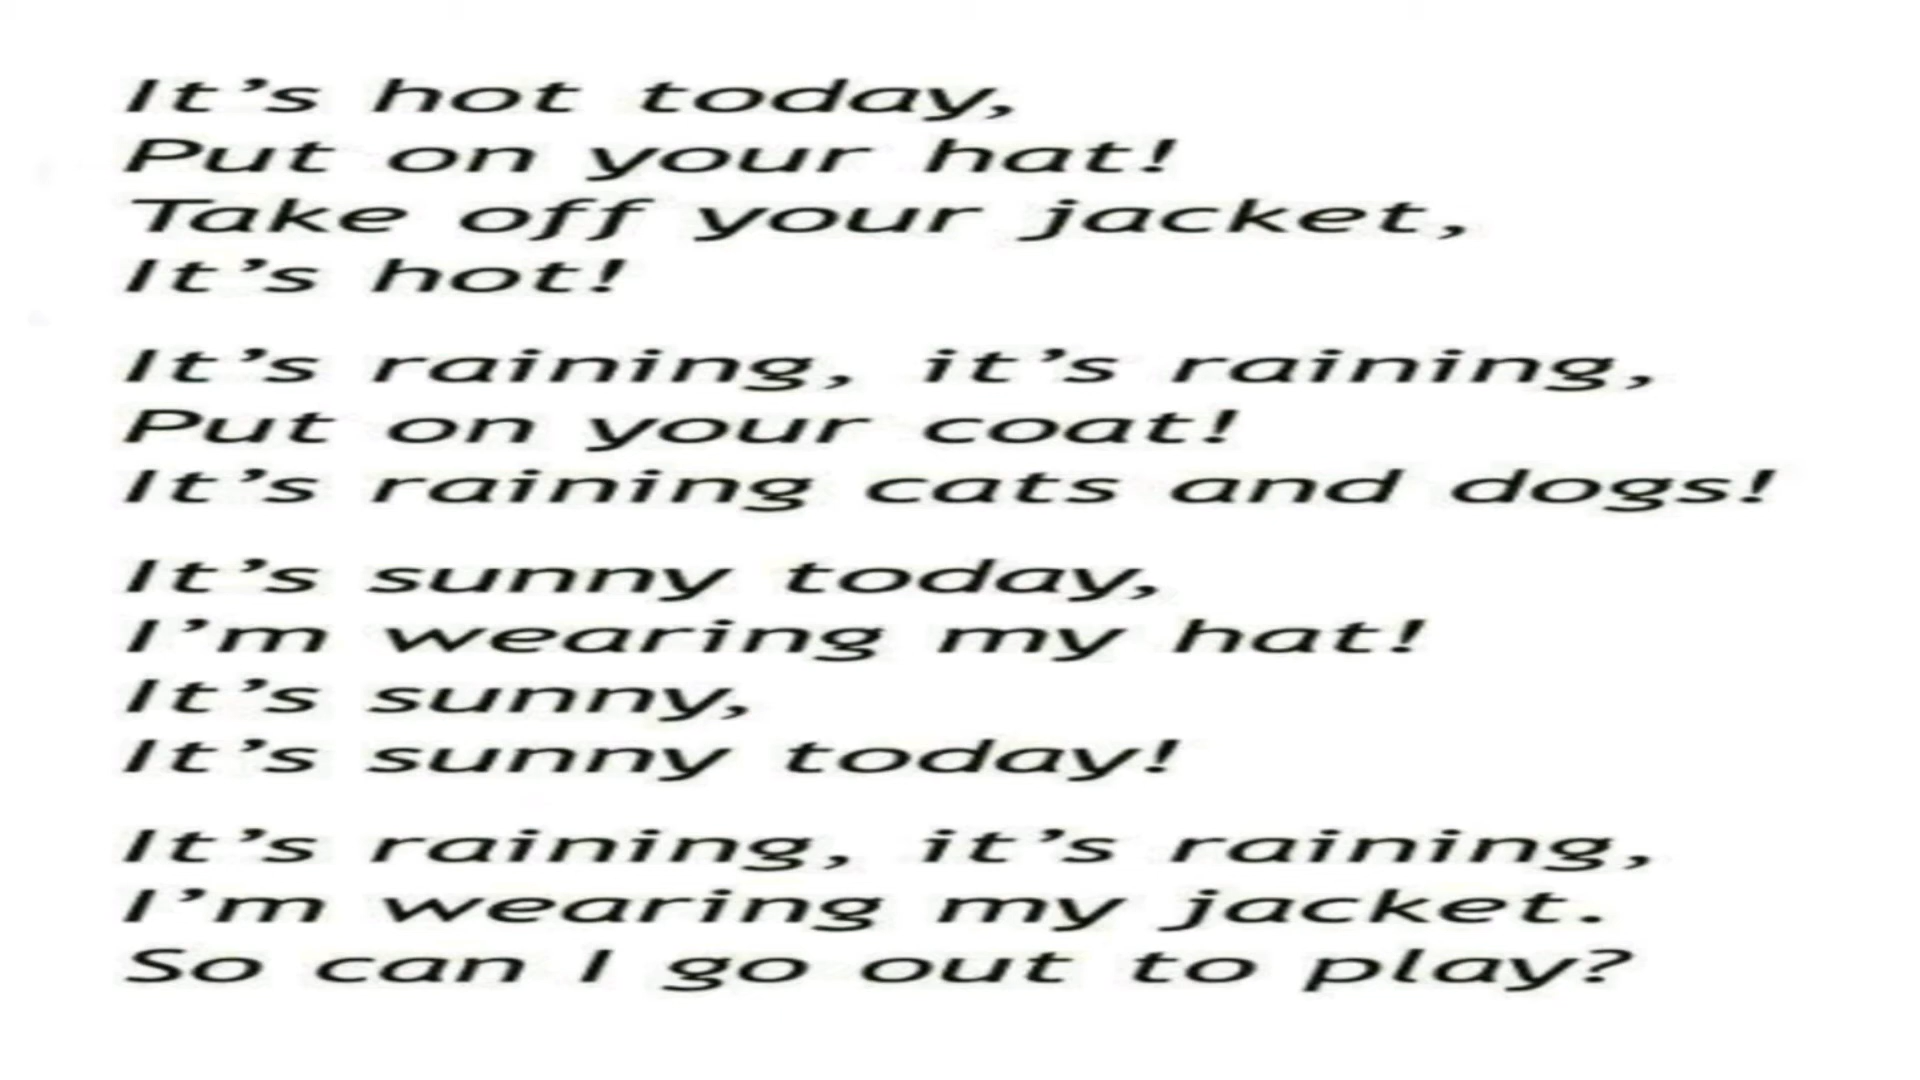 It’s hot today,
Put on your hat!
Take off your jacket,
It’s hot!
It’s raining, it’s raining,
Put on your coat!
It’s raining cats and dogs!
It’s sunny today,
I’m wearing my hat!
It’s sunny,
It’s sunny today!
It’s raining, it’s raining,
I’m wearing my jacket.
So can I go out to play?